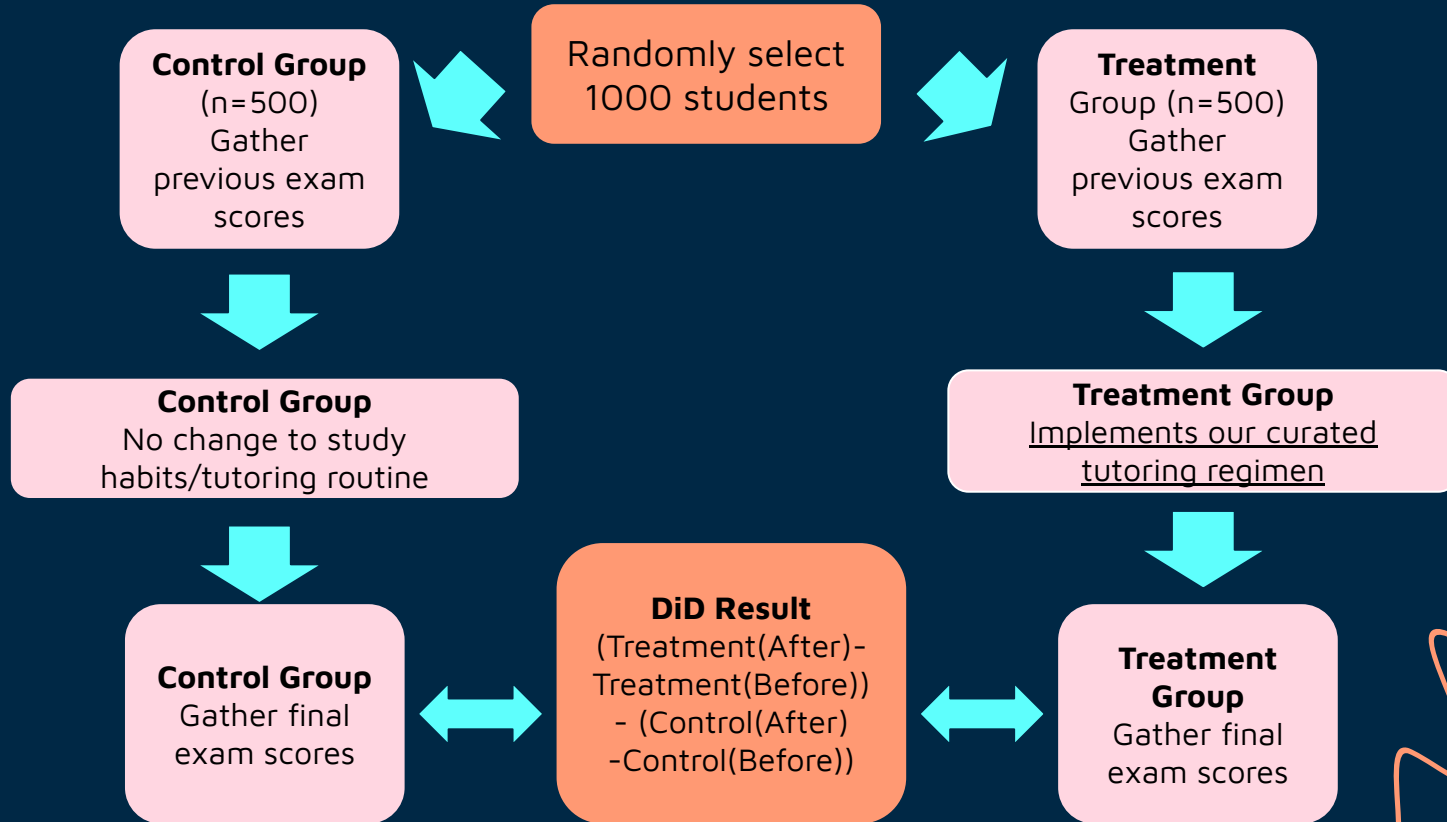 Randomly select
1000 students
Control Group
(n=500)
Gather
previous exam
scores
Treatment
Group (n=500)
Gather
previous exam
scores
Control Group
No change to study
habits/tutoring routine
Treatment Group
Implements our curated
tutoring regimen
Control Group
Gather final
exam scores
DiD Result
(Treatment(After)-
Treatment(Before))
- (Control(After)
-Control(Before))
Treatment
Group
Gather final
exam scores